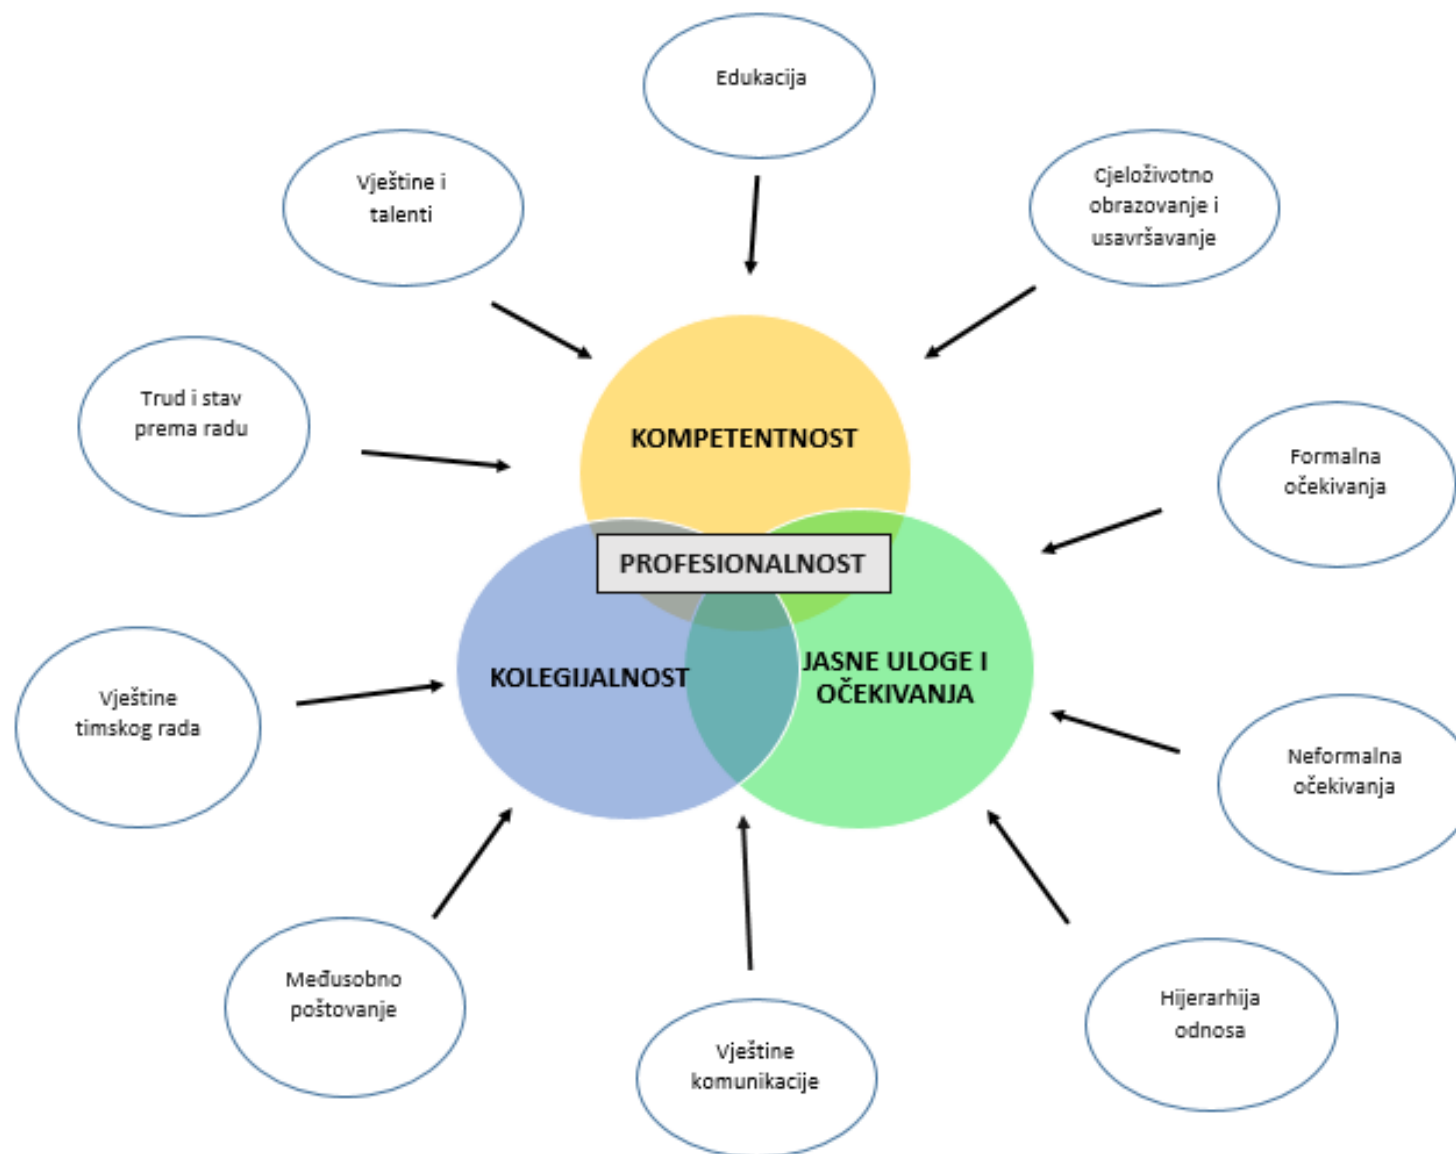 Edukacija
Vještine i
talenti
Cjeloživotno
obrazovanje i
usavršavanje
Trud i stav
prema radu
KOMPETENTNOST
Formalna
očekivanja
PROFESIONALNOST
KOLEGIJALNOST
JASNE ULOGE I
OČEKIVANJA
Vještine
timskog rada
Neformalna
očekivanja
Međusobno
poštovanje
Hijerarhija
odnosa
Vještine
komunikacije